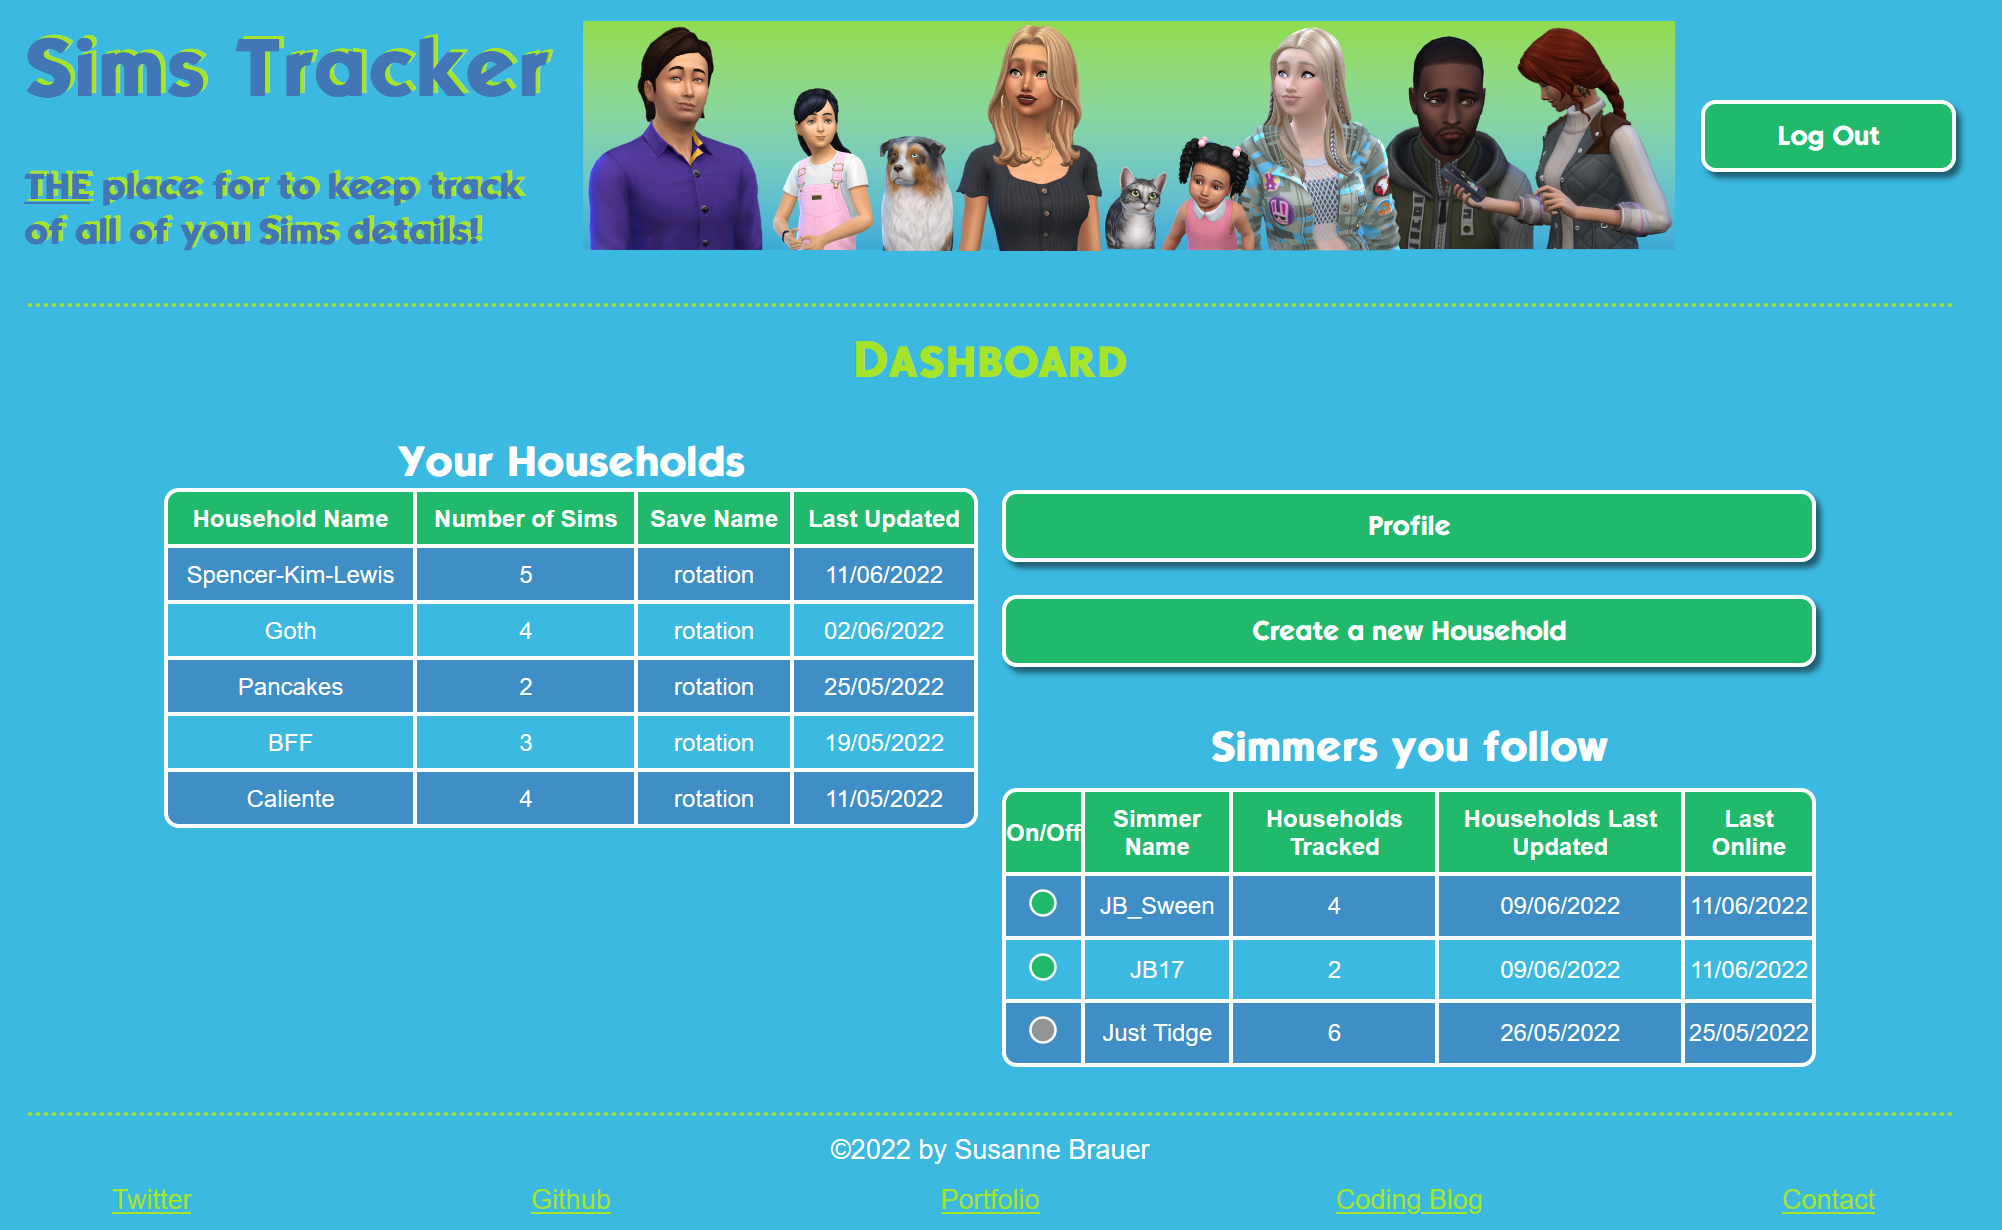 Sims Tracker
THE place for to keep track
of all of you Sims details!
Log Out
DASHBOARD
Your Households
Household Name Number of Sims Save Name Last Updated
Spencer-Kim-Lewis 5 rotation 11/06/2022
Goth 4 rotation 02/06/2022
Pancakes 2 rotation 25/05/2022
BFF 3 rotation 19/05/2022
Caliente 4 rotation 11/05/2022
Profile
Create a new Household
Simmers you follow
On/Off Simmer Name Households Tracked Households Last Updated Last Online
JB_Sween 4 09/06/2022 11/06/2022
JB17 2 09/06/2022 11/06/2022
Just Tidge 6 26/05/2022 25/05/2022
©2022 by Susanne Brauer
Twitter Github Portfolio Coding Blog Contact